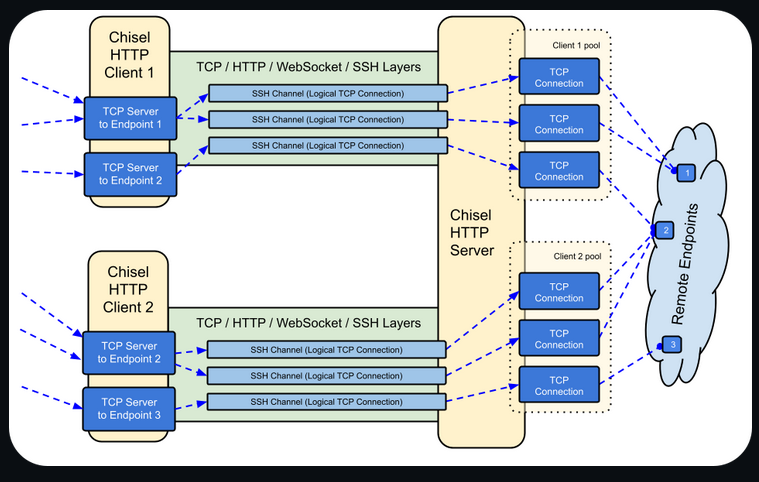 Chisel
HTTP
Client 1
TCP / HTTP / WebSocket / SSH Layers
TCP Server
to Endpoint 1
TCP Server
to Endpoint 2
SSH Channel (Logical TCP Connection)
SSH Channel (Logical TCP Connection)
SSH Channel (Logical TCP Connection)
Client 1 pool
TCP
Connection
TCP
Connection
TCP
Connection
Chisel
HTTP
Server
1
2
3
Remote Endpoints
Chisel
HTTP
Client 2
TCP / HTTP / WebSocket / SSH Layers
TCP Server
to Endpoint 2
TCP Server
to Endpoint 3
SSH Channel (Logical TCP Connection)
SSH Channel (Logical TCP Connection)
SSH Channel (Logical TCP Connection)
Client 2 pool
TCP
Connection
TCP
Connection
TCP
Connection